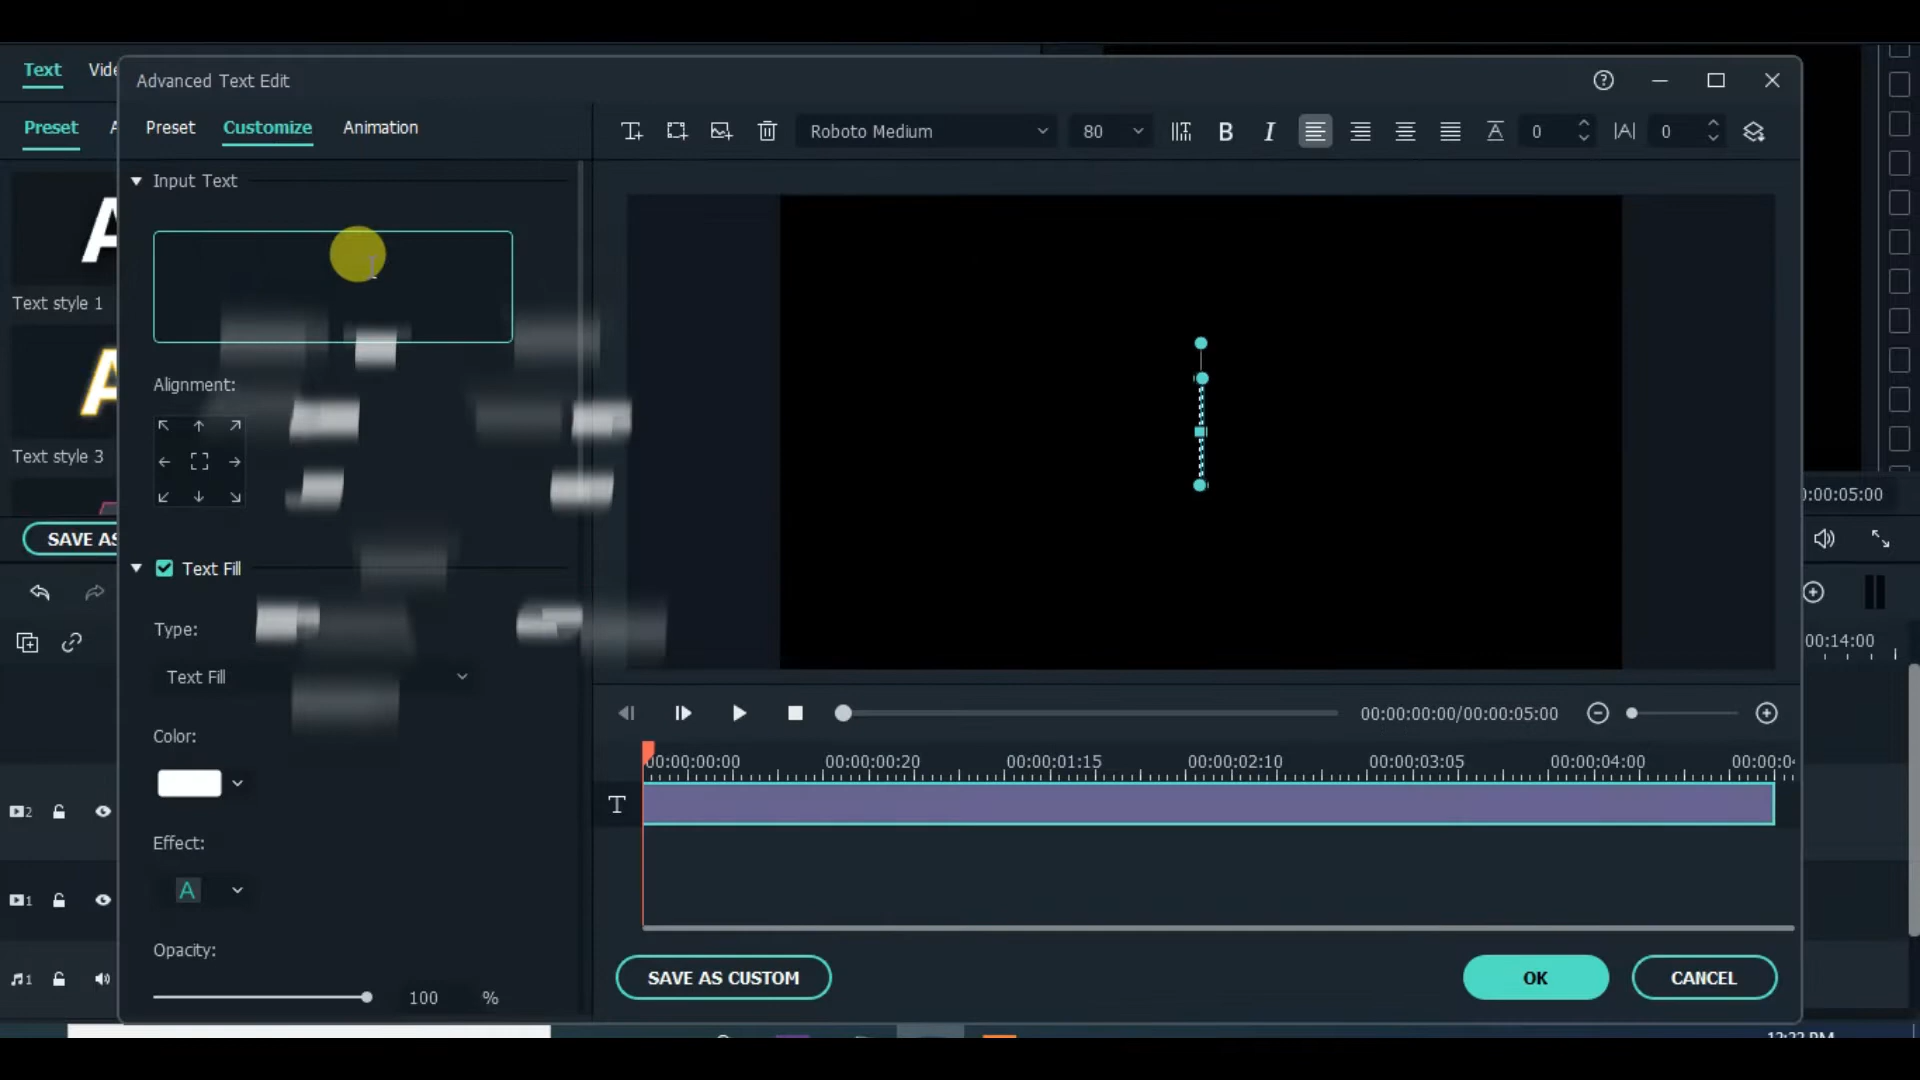 Text
Advanced Text Edit
Preset
Preset
Customize
Animation
Roboto Medium
80
B
I
0
0
Input Text
Text style 1
Alignment:
Text style 3
00:00:05:00
SAVE AS
Text Fill
Type:
00:14:00
Text Fill
00:00:00:00/00:00:05:00
Color:
00:00:00:00
00:00:00:20
00:00:01:15
00:00:02:10
00:00:03:05
00:00:04:00
T
2
Effect:
A
1
Opacity:
1
100
%
SAVE AS CUSTOM
OK
CANCEL